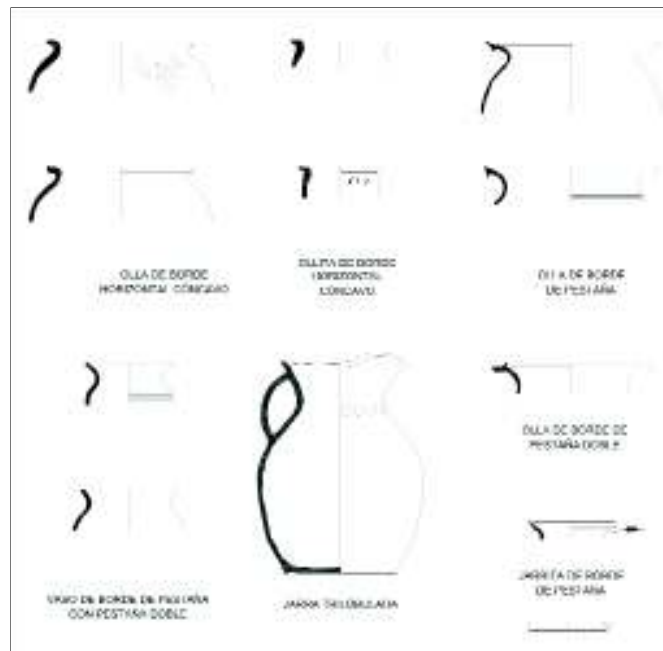 OLLA DE BORDE
HORIZONTAL CÓNCAVO
OLLITA DE BORDE
HORIZONTAL
CÓNCAVO
OLLA DE BORDE
DE PESTAÑA
OLLA DE BORDE DE
PESTAÑA DOBLE
VASO DE BORDE DE PESTAÑA
CON PESTAÑA DOBLE
JARRA TRILOBULADA
JARRITA DE BORDE
DE PESTAÑA